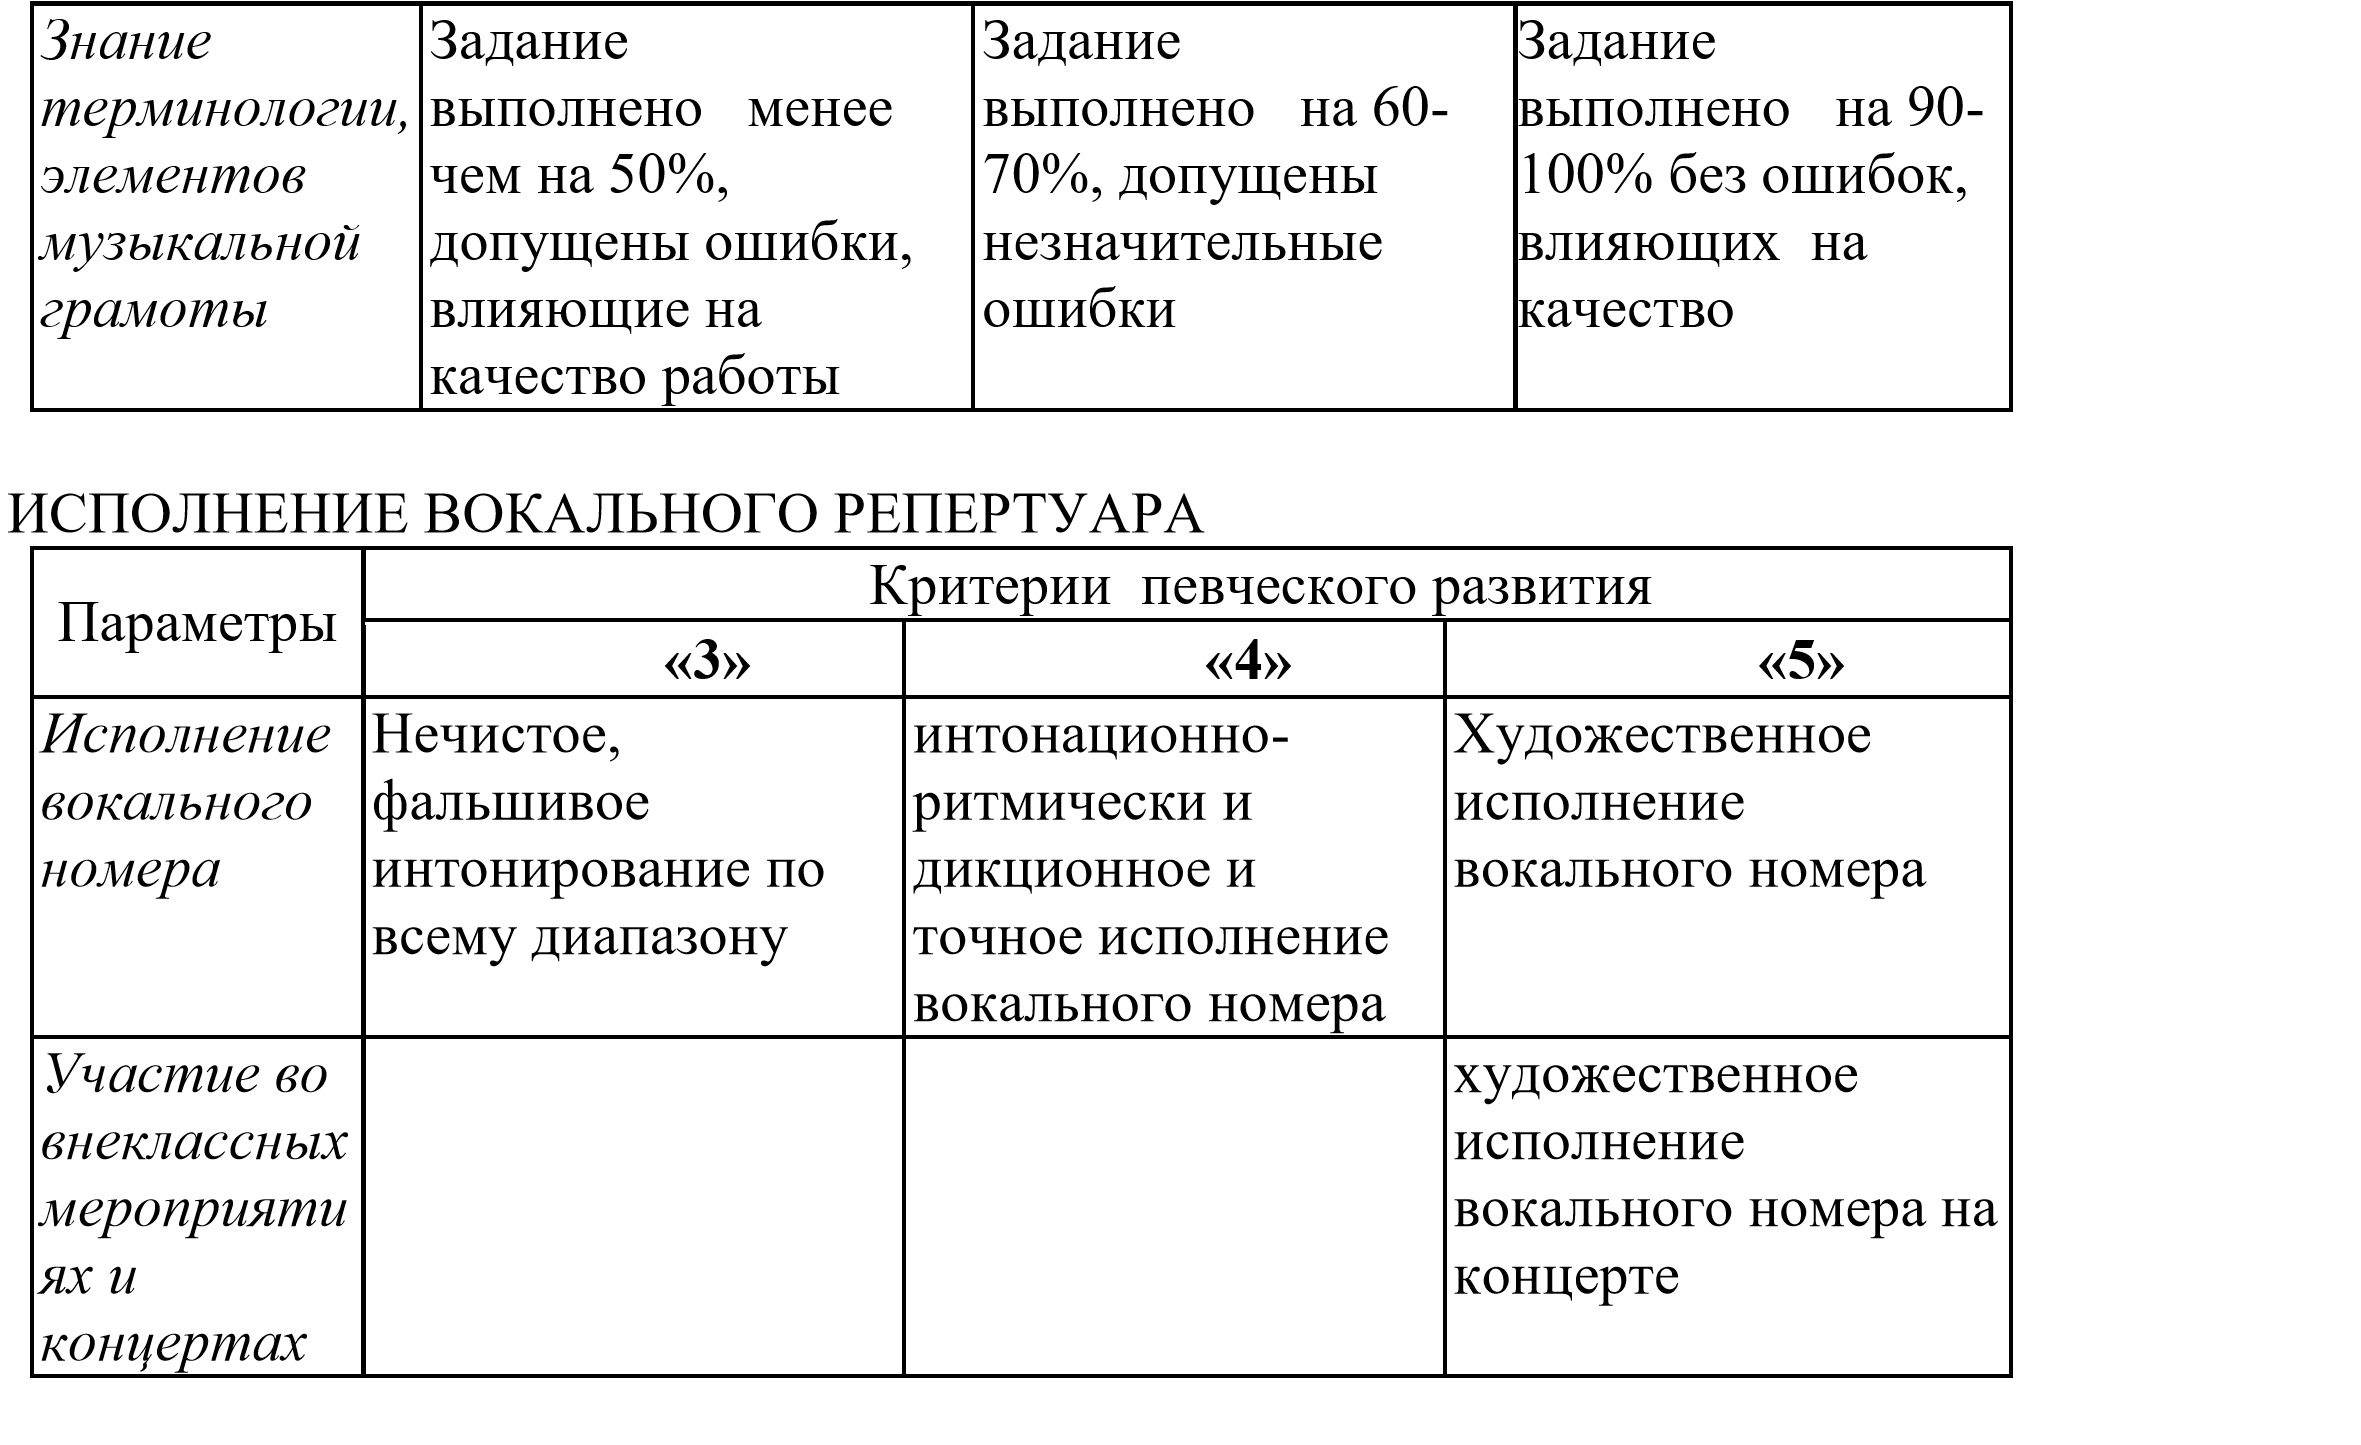 Знание
терминологии,
элементов
музыкальной
грамоты
Задание
выполнено менее
чем на 50%,
допущены ошибки,
влияющие на
качество работы
Задание
выполнено на 60-
70%, допущены
незначительные
ошибки
Задание
выполнено на 90-
100% без ошибок,
влияющих на
качество
ИСПОЛНЕНИЕ ВОКАЛЬНОГО РЕПЕРТУАРА
Параметры
Критерии певческого развития
«3»
«4»
«5»
Исполнение
вокального
номера
Нечистое,
фальшивое
интонирование по
всему диапазону
интонационно-
ритмически и
дикционное и
точное исполнение
вокального номера
Художественное
исполнение
вокального номера
Участие во
внеклассных
мероприяти
ях и
концертах
художественное
исполнение
вокального номера на
концерте